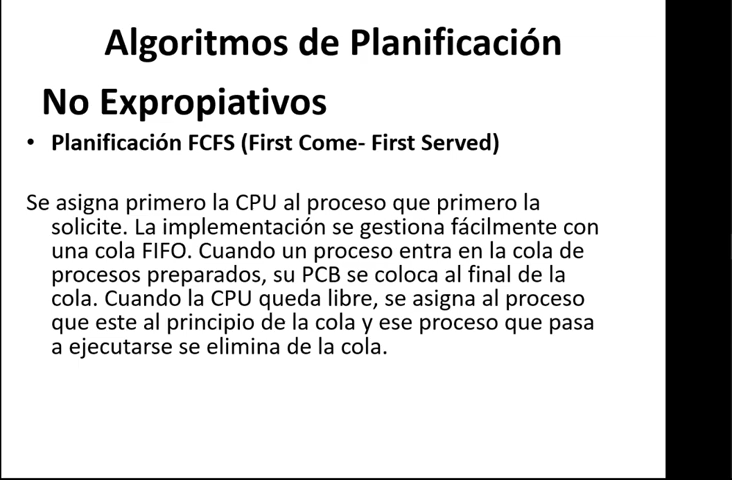 Algoritmos de Planificación
No Expropiativos
• Planificación FCFS (First Come- First Served)
Se asigna primero la CPU al proceso que primero la
solicite. La implementación se gestiona fácilmente con
una cola FIFO. Cuando un proceso entra en la cola de
procesos preparados, su PCB se coloca al final de la
cola. Cuando la CPU queda libre, se asigna al proceso
que este al principio de la cola y ese proceso que pasa
a ejecutarse se elimina de la cola.